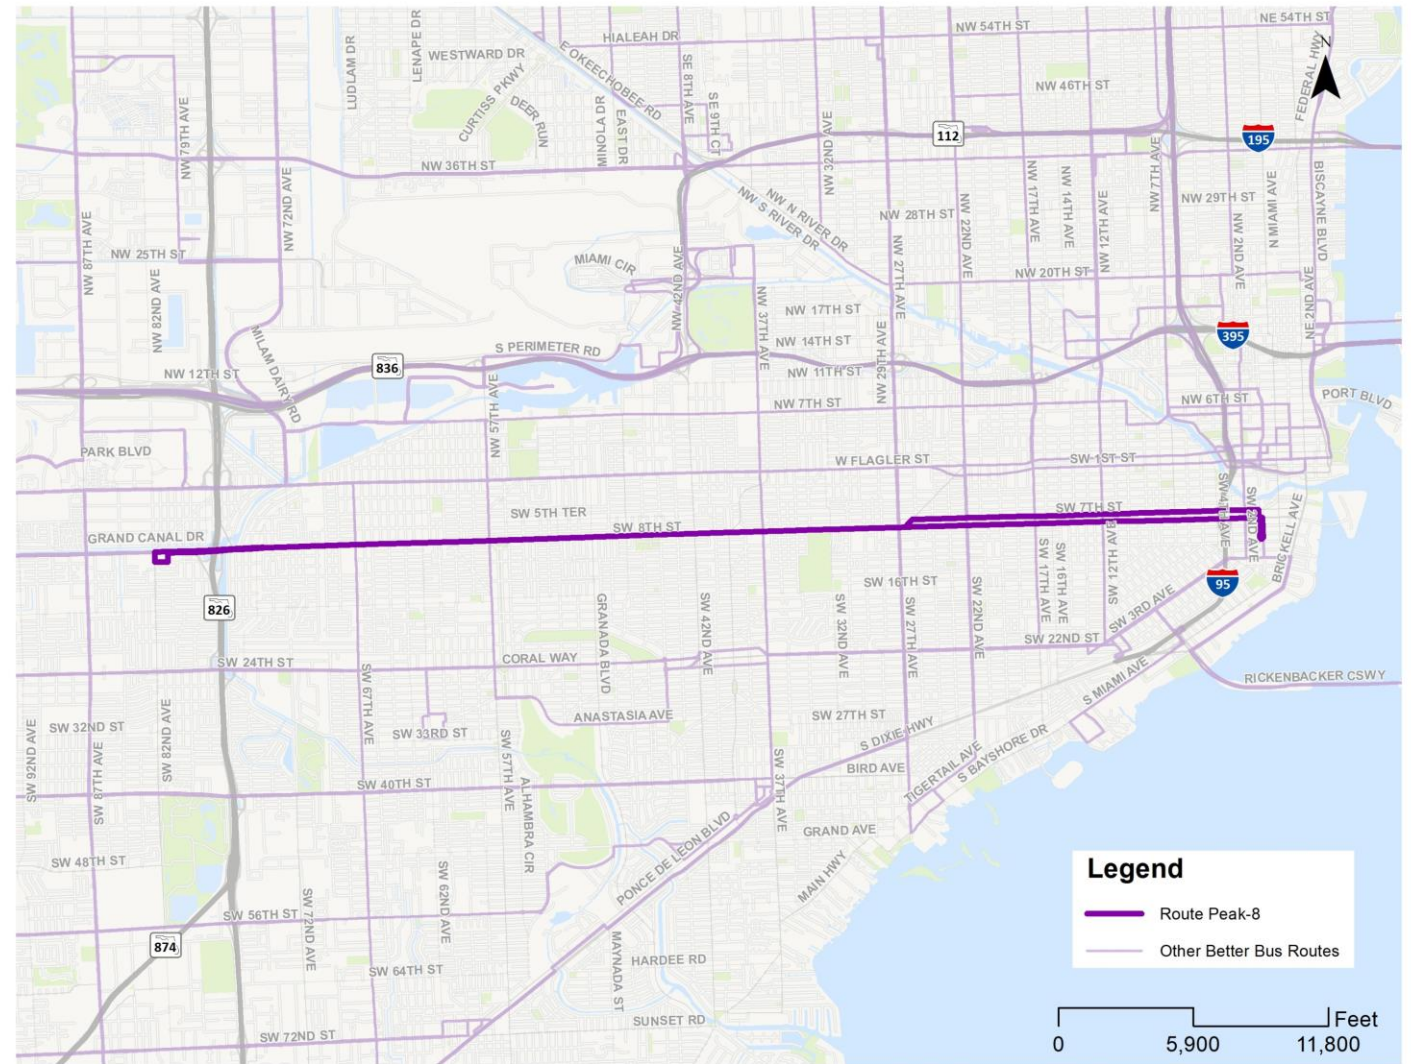 NE 54TH ST
NW 54TH ST
HIALEAH DR
WESTWARD DR
LUDLAM DR
LENAPE DR
E OKEECHOBEE RD
SE 8TH AVE
SE 9TH CT
NW 79TH AVE
CURTISS PKWY
DEER RUN
MINOLA DR
EAST DR
NW 46TH ST
FEDERAL HWY
N
112
195
NW 32ND AVE
NW 36TH ST
NW 72ND AVE
NW 87TH AVE
NW 7TH AVE
NW 17TH AVE
NW 14TH AVE
NW 12TH AVE
NW 29TH ST
N MIAMI AVE
BISCAYNE BLVD
NW N RIVER DR
NW S RIVER DR
NW 28TH ST
NW 22ND AVE
NW 2ND AVE
NW 25TH ST
MIAMI CIR
NW 42ND AVE
NW 27TH AVE
NW 20TH ST
NE 2ND AVE
NW 82ND AVE
NW 37TH AVE
NW 17TH ST
MILAM DAIRY RD
S PERIMETER RD
NW 14TH ST
NW 29TH AVE
395
836
NW 12TH ST
NW 11TH ST
NW 57TH AVE
NW 7TH ST
NW 6TH ST
PORT BLVD
PARK BLVD
W FLAGLER ST
SW 1ST ST
SW 5TH TER
SW 7TH ST
SW 4TH AVE
SW 2ND AVE
BRICKELL AVE
GRAND CANAL DR
SW 8TH ST
SW 12TH AVE
SW 17TH AVE
SW 16TH AVE
826
SW 16TH ST
95
GRANADA BLVD
SW 42ND AVE
SW 32ND AVE
SW 27TH AVE
SW 22ND AVE
SW 3RD AVE
SW 22ND ST
SW 24TH ST
CORAL WAY
S MIAMI AVE
RICKENBACKER CSWY
SW 67TH AVE
SW 92ND AVE
SW 32ND ST
SW 82ND AVE
SW 33RD ST
ANASTASIA AVE
SW 27TH ST
S DIXIE HWY
S BAYSHORE DR
TIGERTAIL AVE
SW 87TH AVE
SW 57TH AVE
SW 37TH AVE
BIRD AVE
SW 40TH ST
ALHAMBRA CIR
PONCE DE LEON BLVD
GRAND AVE
MAIN HWY
SW 48TH ST
SW 62ND AVE
SW 72ND AVE
SW 56TH ST
874
MAYNADA ST
HARDEE RD
SW 64TH ST
SUNSET RD
SW 72ND ST
Legend
Route Peak-8
Other Better Bus Routes
Feet
0 5,900 11,800